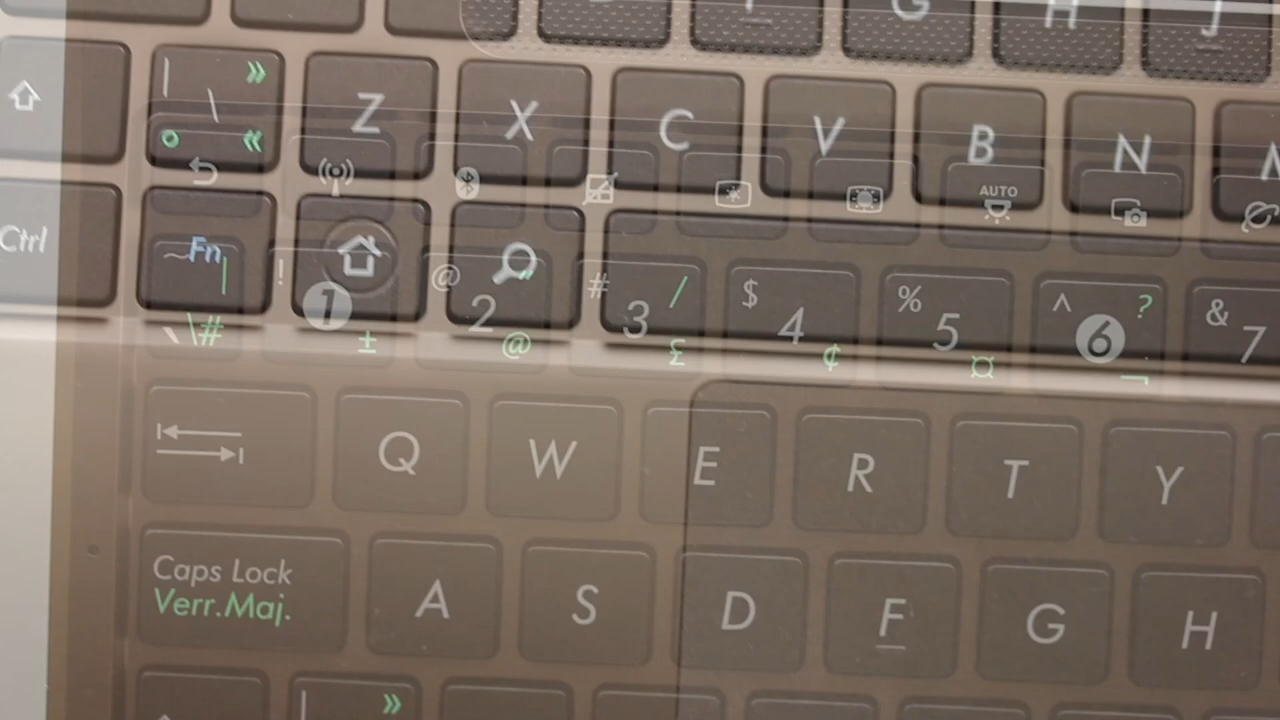 G H J
| » \ ° «
Z X C V B N
AUTO
Ctrl Fn
~ | ` \#
! 1 ±
@ 2 " @
# 3 / £
$ 4 ¢
% 5 ¤
^ 6 ? ¬
& 7
Q W E R T Y
Caps Lock
Verr.Maj.
A S D F G H
| »